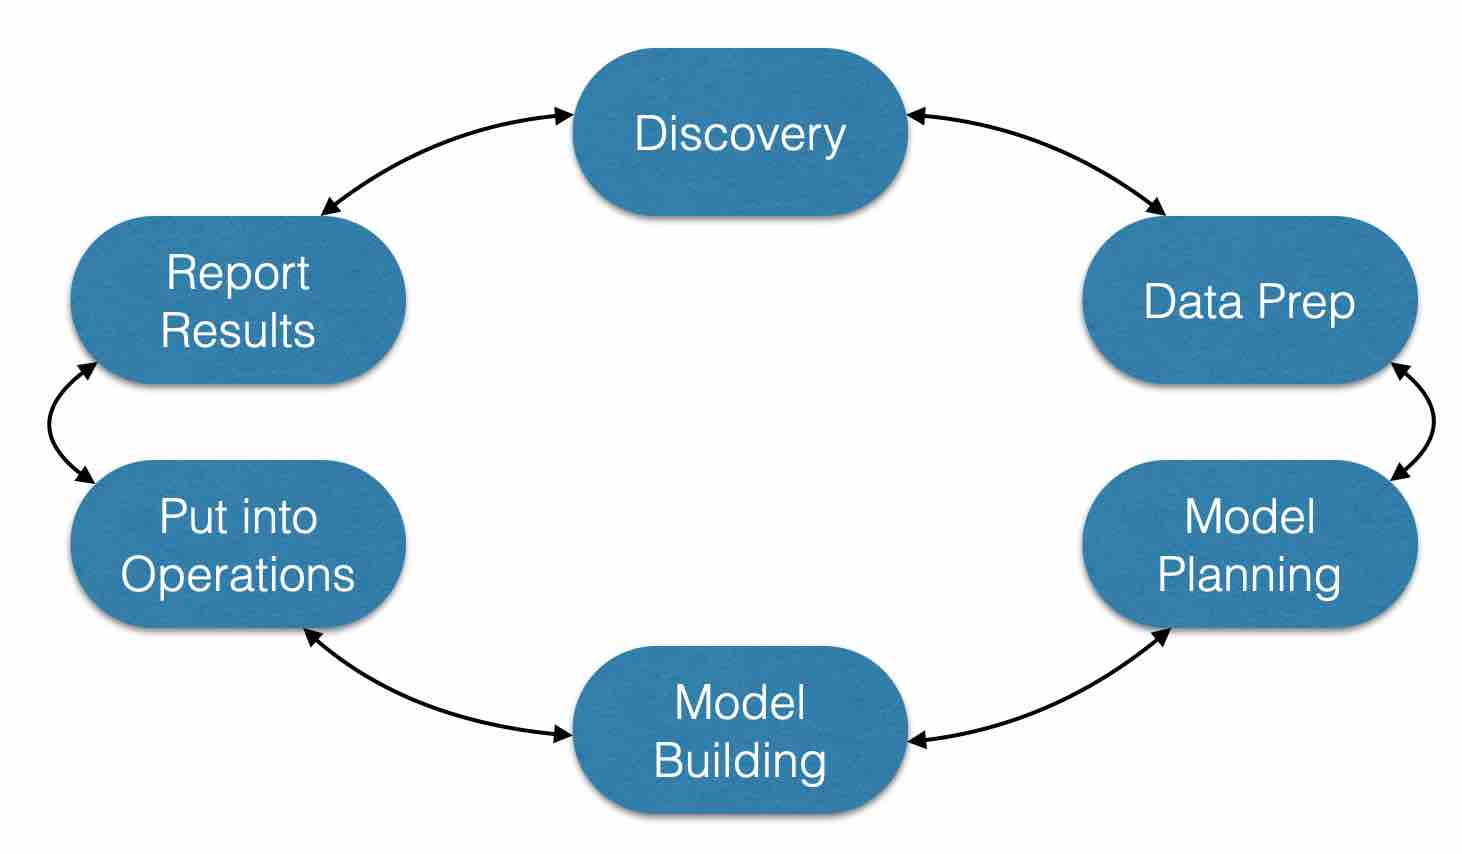 Discovery
Report
Results
Data Prep
Put into
Operations
Model
Planning
Model
Building